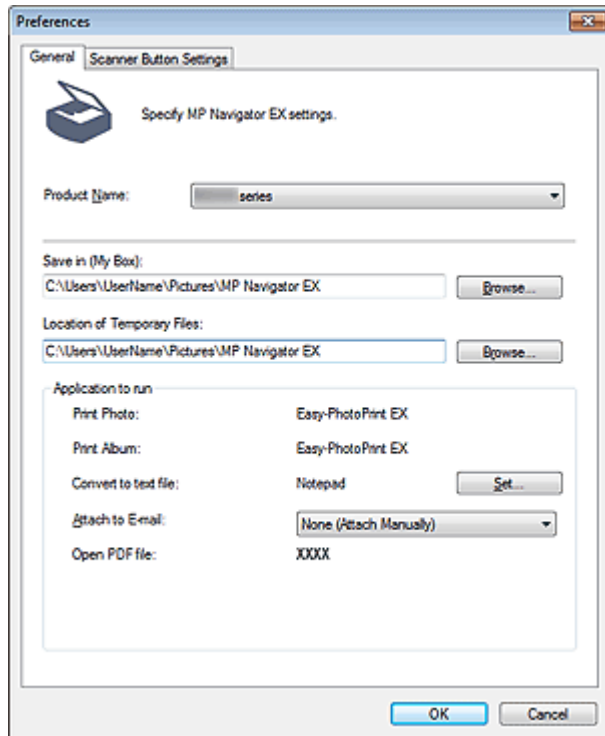 Preferences
General Scanner Button Settings
Specify MP Navigator EX settings.
Product Name: series
Save in (My Box):
C:\Users\UserName\Pictures\MP Navigator EX Browse...
Location of Temporary Files:
C:\Users\UserName\Pictures\MP Navigator EX Browse...
Application to run
Print Photo: Easy-PhotoPrint EX
Print Album: Easy-PhotoPrint EX
Convert to text file: Notepad Set...
Attach to E-mail: None (Attach Manually)
Open PDF file: XXXX
OK Cancel